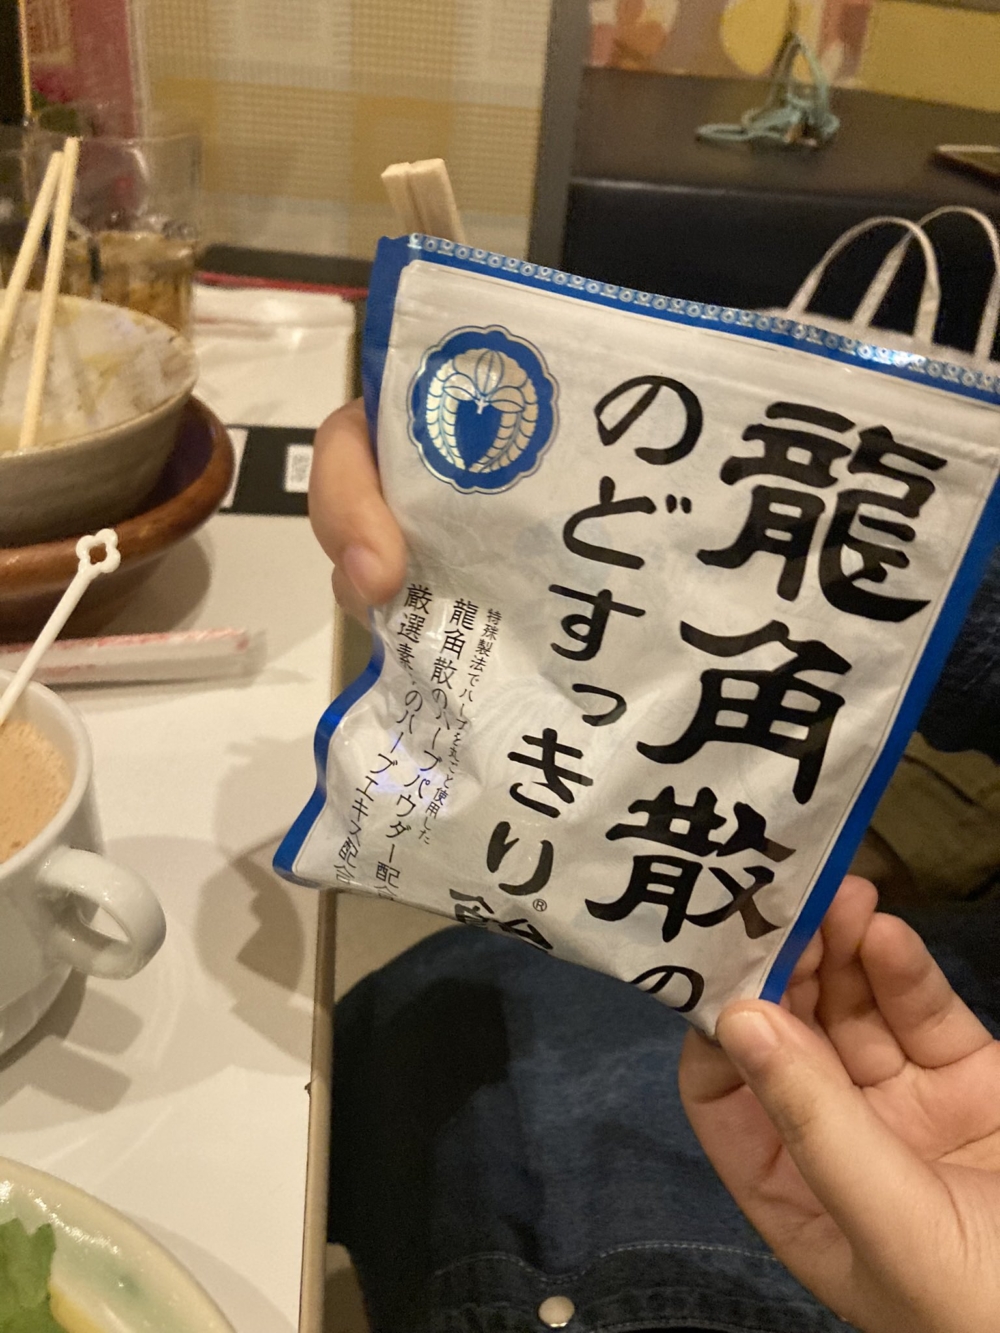 龍角散の
のどすっきり®
飴
特殊製法でハーブを丸ごと使用した
龍角散のハーブパウダー配合
厳選素材のハーブエキス配合